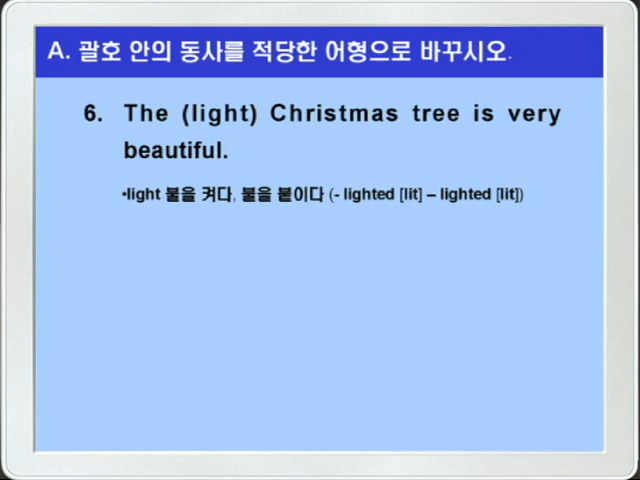 A. 괄호 안의 동사를 적당한 어형으로 바꾸시오.
6. The (light) Christmas tree is very
beautiful.
•light 불을 켜다, 불을 붙이다 (- lighted [lit] – lighted [lit])